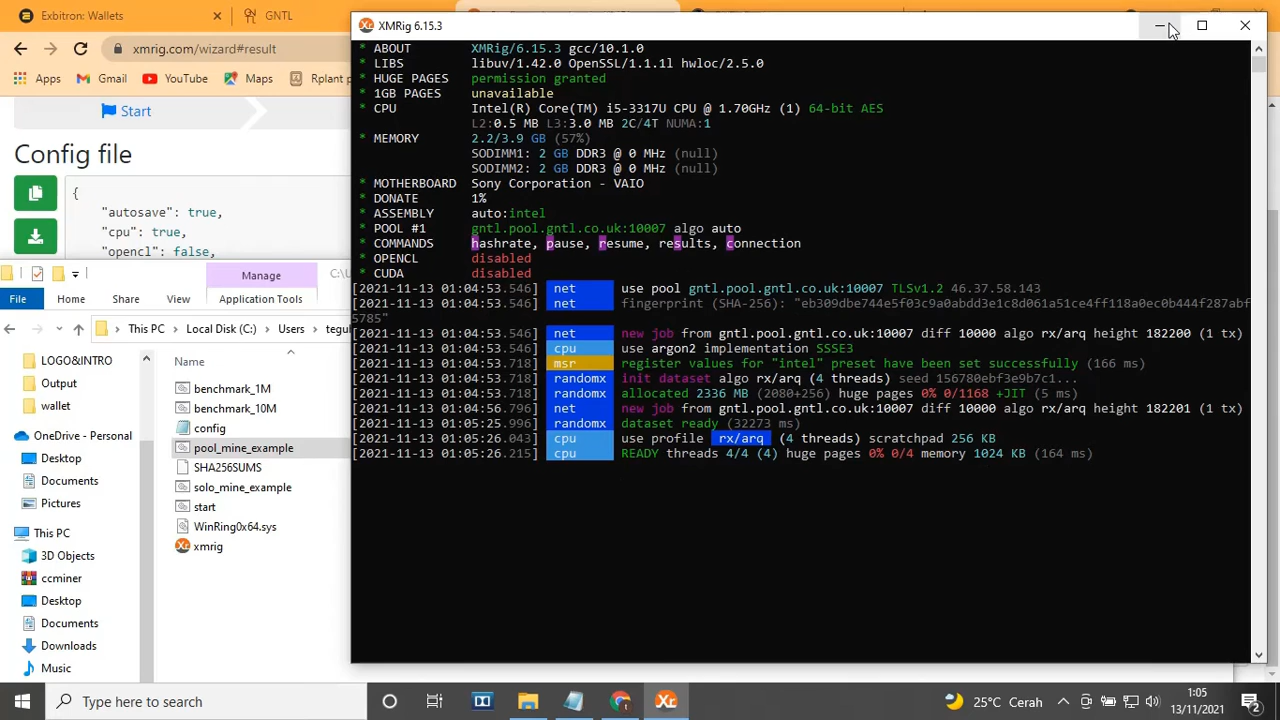 Exbitron: Wallets
GNTL
XMRig 6.15.3
xmrig.com/wizard#result
Apps
Gmail
YouTube
Maps
Rplant p
Start
Config file
{
"autosave": true,
"cpu": true,
"opencl": false,
* ABOUT XMRig/6.15.3 gcc/10.1.0
* LIBS libuv/1.42.0 OpenSSL/1.1.1l hwloc/2.5.0
* HUGE PAGES permission granted
* 1GB PAGES unavailable
* CPU Intel(R) Core(TM) i5-3317U CPU @ 1.70GHz (1) 64-bit AES
L2:0.5 MB L3:3.0 MB 2C/4T NUMA:1
* MEMORY 2.2/3.9 GB (57%)
SODIMM1: 2 GB DDR3 @ 0 MHz (null)
SODIMM2: 2 GB DDR3 @ 0 MHz (null)
* MOTHERBOARD Sony Corporation - VAIO
* DONATE 1%
* ASSEMBLY auto:intel
* POOL #1 gntl.pool.gntl.co.uk:10007 algo auto
* COMMANDS hashrate, pause, resume, results, connection
* OPENCL disabled
* CUDA disabled
[2021-11-13 01:04:53.546] net use pool gntl.pool.gntl.co.uk:10007 TLSv1.2 46.37.58.143
[2021-11-13 01:04:53.546] net fingerprint (SHA-256): "eb309dbe744e5f03c9a0abdd3e1c8d061a51ce4ff118a0ec0b444f287abf
5785"
[2021-11-13 01:04:53.546] net new job from gntl.pool.gntl.co.uk:10007 diff 10000 algo rx/arq height 182200 (1 tx)
[2021-11-13 01:04:53.546] cpu use argon2 implementation SSSE3
[2021-11-13 01:04:53.718] msr register values for "intel" preset have been set successfully (166 ms)
[2021-11-13 01:04:53.718] randomx init dataset algo rx/arq (4 threads) seed 156780ebf3e9b7c1...
[2021-11-13 01:04:53.718] randomx allocated 2336 MB (2080+256) huge pages 0% 0/1168 +JIT (5 ms)
[2021-11-13 01:04:56.796] net new job from gntl.pool.gntl.co.uk:10007 diff 10000 algo rx/arq height 182201 (1 tx)
[2021-11-13 01:05:25.996] randomx dataset ready (32273 ms)
[2021-11-13 01:05:26.043] cpu use profile rx/arq (4 threads) scratchpad 256 KB
[2021-11-13 01:05:26.215] cpu READY threads 4/4 (4) huge pages 0% 0/4 memory 1024 KB (164 ms)
Manage
C:\U
File
Home
Share
View
Application Tools
This PC
Local Disk (C:)
Users
tegu
LOGO&INTRO
Output
wallet
OneDrive - Personal
Desktop
Documents
Pictures
This PC
3D Objects
ccminer
Desktop
Documents
Downloads
Music
Name
benchmark_1M
benchmark_10M
config
pool_mine_example
SHA256SUMS
solo_mine_example
start
WinRing0x64.sys
xmrig
Type here to search
25°C Cerah
1:05
13/11/2021
2